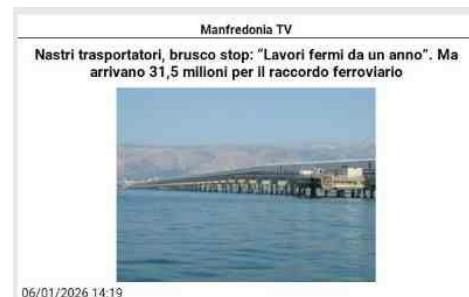 Manfredonia TV
Nastri trasportatori, brusco stop: “Lavori fermi da un anno”. Ma
arrivano 31,5 milioni per il raccordo ferroviario
06/01/2026 14:19